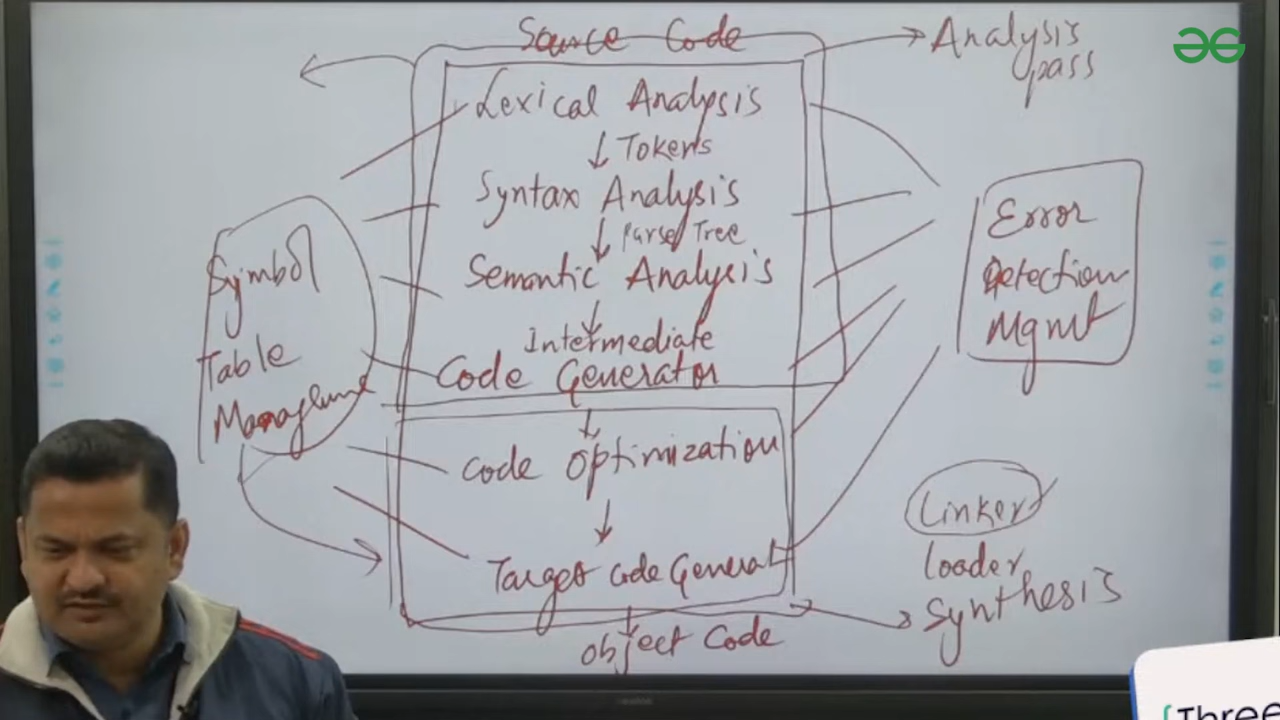 Source Code
Analysis
pass
Lexical Analysis
Tokens
Syntax Analysis
Parse Tree
Semantic Analysis
Intermediate
Code Generator
Code Optimization
Target Code Generat
Object Code
Symbol
Table
Error
Detection
Mgmt
Linker
loader
Synthesis
{Three